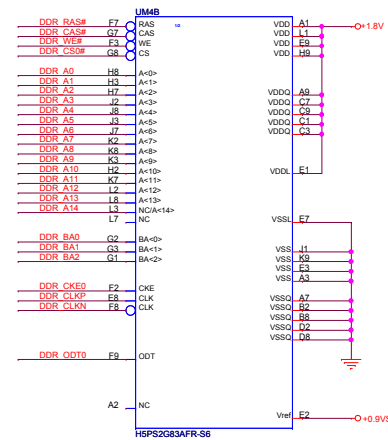 UM4B
DDR_RAS# F7 RAS 1/2 VDD A1 +1.8V
DDR_CAS# G7 CAS VDD L1
DDR_WE# F3 WE VDD E9
DDR_CS0# G8 CS VDD H9
DDR_A0 H8 A<0>
DDR_A1 H3 A<1>
DDR_A2 H7 A<2> VDDQ A9
DDR_A3 J2 A<3> VDDQ C7
DDR_A4 J8 A<4> VDDQ C9
DDR_A5 J3 A<5> VDDQ C1
DDR_A6 J7 A<6> VDDQ C3
DDR_A7 K2 A<7>
DDR_A8 K8 A<8>
DDR_A9 K3 A<9>
DDR_A10 H2 A<10> VDDL E1
DDR_A11 K7 A<11>
DDR_A12 L2 A<12>
DDR_A13 L8 A<13>
DDR_A14 L3 NC/A<14>
L7 NC VSSL E7
DDR_BA0 G2 BA<0>
DDR_BA1 G3 BA<1> VSS J1
DDR_BA2 G1 BA<2> VSS K9
VSS E3
VSS A3
DDR_CKE0 F2 CKE
DDR_CLKP E8 CLK VSSQ A7
DDR_CLKN F8 CLK VSSQ B2
VSSQ B8
VSSQ D2
VSSQ D8
DDR_ODT0 F9 ODT
A2 NC
Vref E2 +0.9VS
H5PS2G83AFR-S6